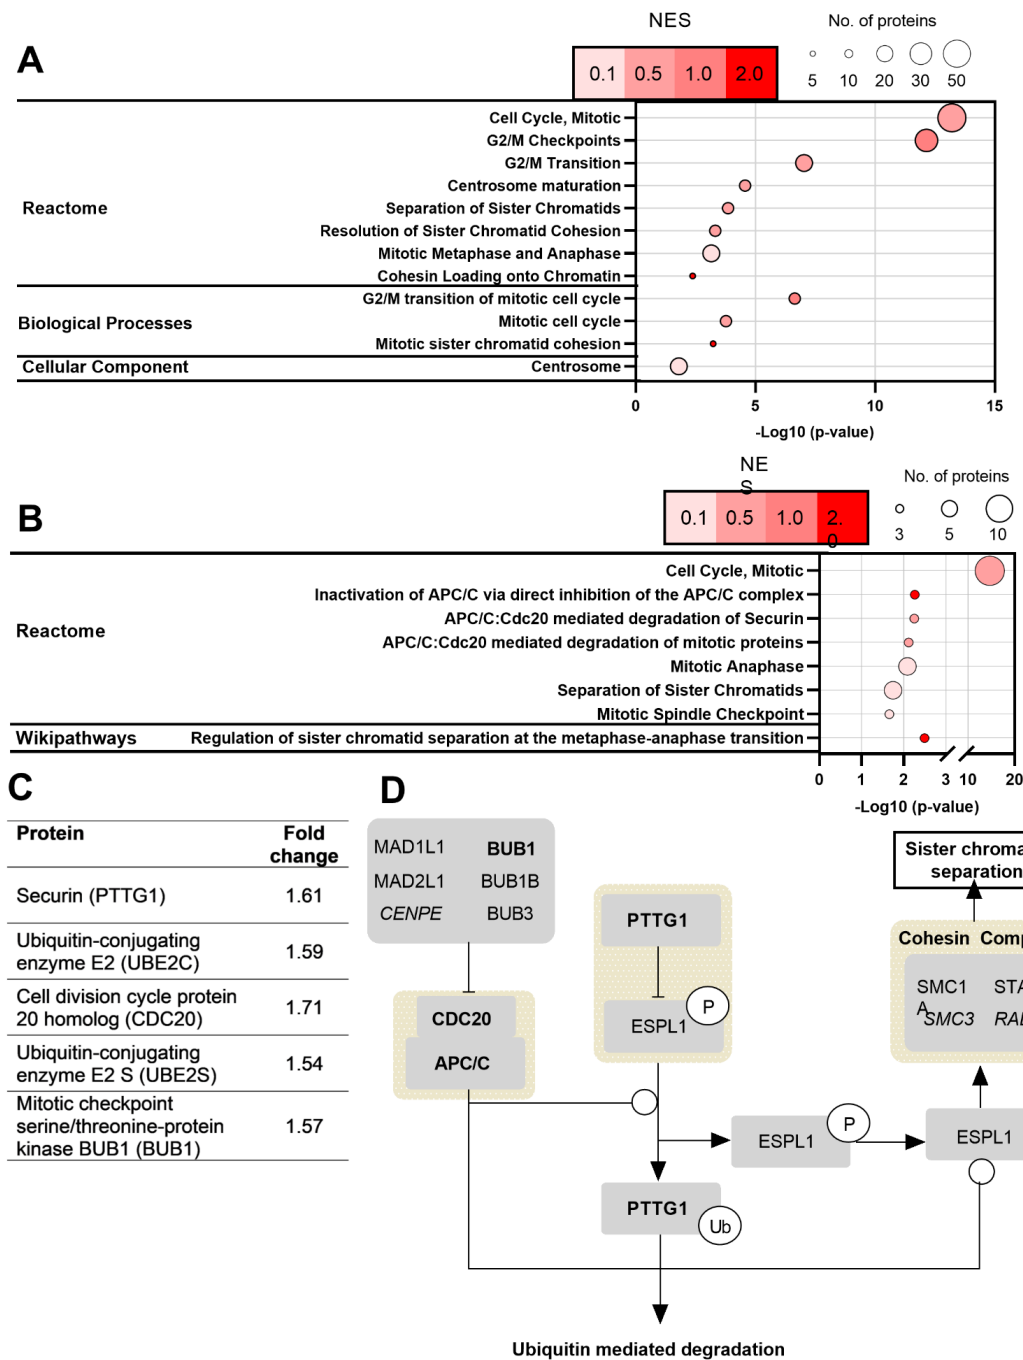 A
NES
No. of proteins
0.1 0.5 1.0 2.0
5 10 20 30 50
Reactome
Cell Cycle, Mitotic
G2/M Checkpoints
G2/M Transition
Centrosome maturation
Separation of Sister Chromatids
Resolution of Sister Chromatid Cohesion
Mitotic Metaphase and Anaphase
Cohesin Loading onto Chromatin
Biological Processes
G2/M transition of mitotic cell cycle
Mitotic cell cycle
Mitotic sister chromatid cohesion
Cellular Component
Centrosome
0 5 10 15
-Log10 (p-value)
B
NE
S
No. of proteins
0.1 0.5 1.0 2.
0
3 5 10
Reactome
Cell Cycle, Mitotic
Inactivation of APC/C via direct inhibition of the APC/C complex
APC/C:Cdc20 mediated degradation of Securin
APC/C:Cdc20 mediated degradation of mitotic proteins
Mitotic Anaphase
Separation of Sister Chromatids
Mitotic Spindle Checkpoint
Wikipathways
Regulation of sister chromatid separation at the metaphase-anaphase transition
0 1 2 3 10 20
-Log10 (p-value)
C
Protein Fold
change
Securin (PTTG1) 1.61
Ubiquitin-conjugating
enzyme E2 (UBE2C) 1.59
Cell division cycle protein
20 homolog (CDC20) 1.71
Ubiquitin-conjugating
enzyme E2 S (UBE2S) 1.54
Mitotic checkpoint
serine/threonine-protein 1.57
kinase BUB1 (BUB1)
D
MAD1L1 BUB1
MAD2L1 BUB1B
CENPE BUB3
CDC20
APC/C
PTTG1
ESPL1
P
Sister chroma
separation
Cohesin Comp
SMC1 STA
A
SMC3 RAD
ESPL1
P
ESPL1
PTTG1
Ub
Ubiquitin mediated degradation